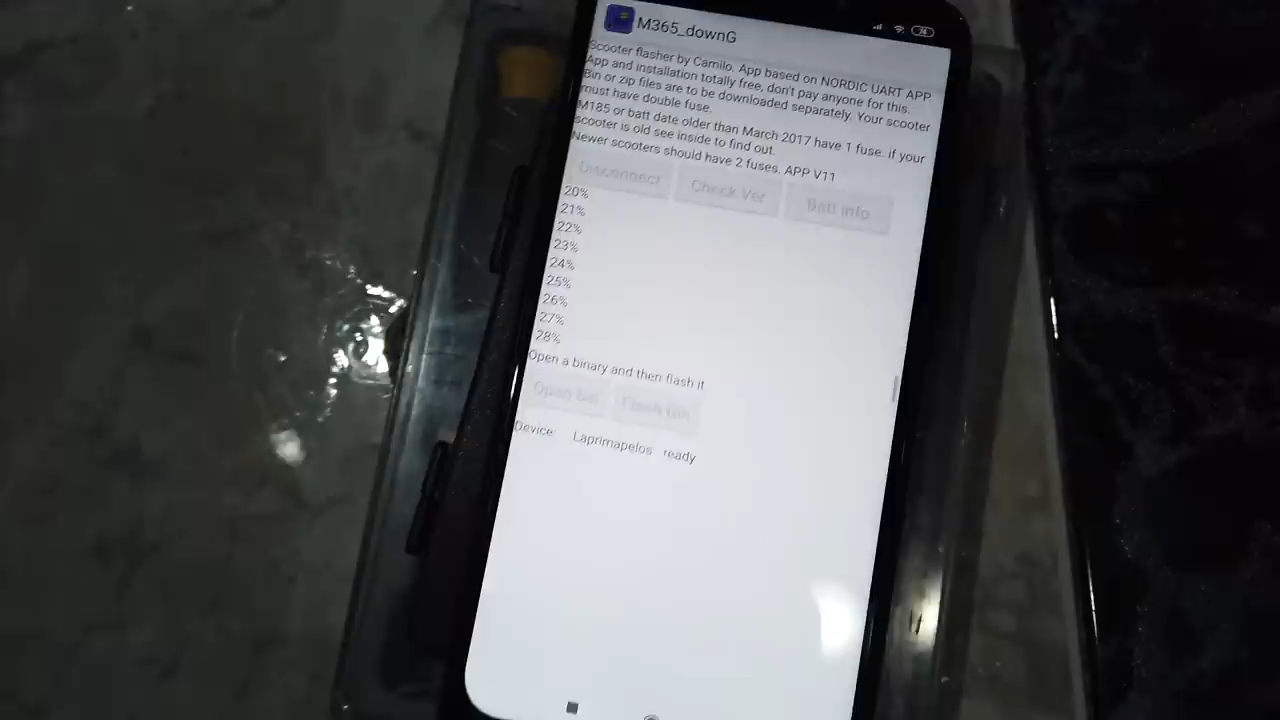 M365_downG
Scooter flasher by Camilo. App based on NORDIC UART APP
App and installation totally free, don't pay anyone for this.
Bin or zip files are to be downloaded separately. Your scooter
must have double fuse.
M185 or batt date older than March 2017 have 1 fuse. if your
scooter is old see inside to find out.
Newer scooters should have 2 fuses. APP V11
Disconnect Check Ver Batt Info
20%
21%
22%
23%
24%
25%
26%
27%
28%
Open a binary and then flash it
Open bin Flash bin
Device: Laprimapelos ready